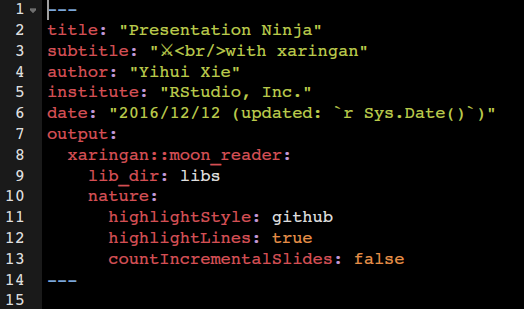 1 ---
2 title: "Presentation Ninja"
3 subtitle: "⚔<br/>with xaringan"
4 author: "Yihui Xie"
5 institute: "RStudio, Inc."
6 date: "2016/12/12 (updated: `r Sys.Date()`)"
7 output:
8   xaringan::moon_reader:
9     lib_dir: libs
10     nature:
11       highlightStyle: github
12       highlightLines: true
13       countIncrementalSlides: false
14 ---
15